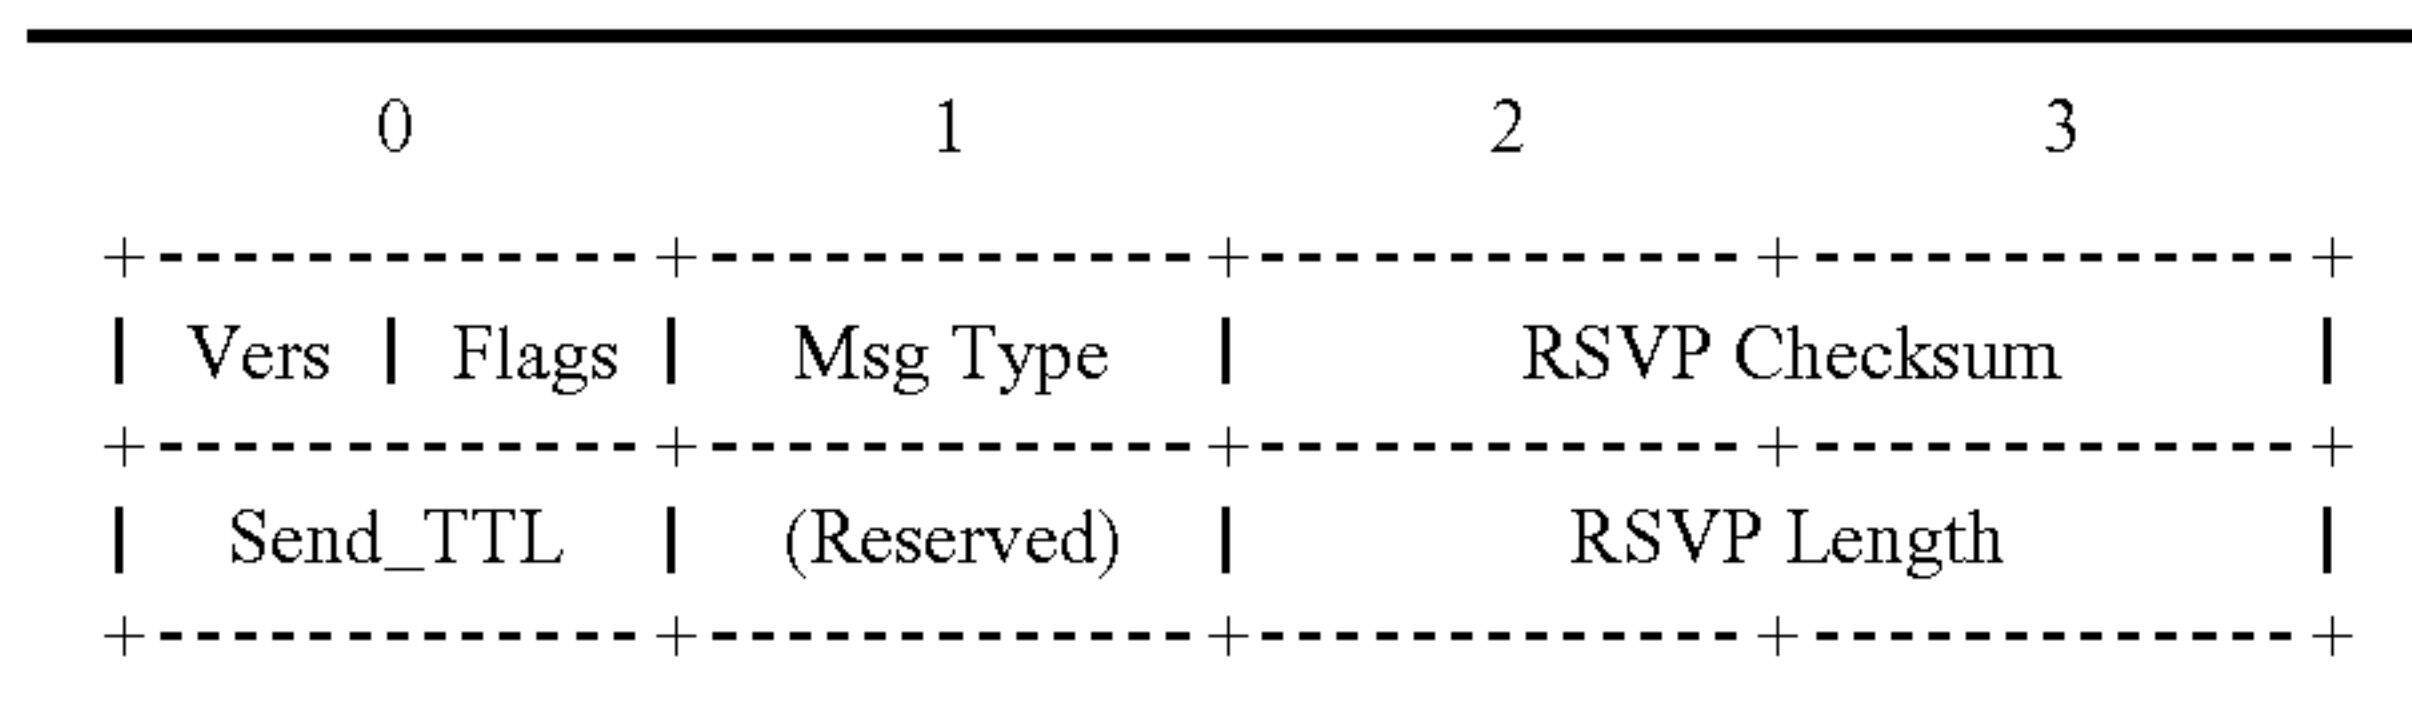 0 1 2 3
+-------------+-------------+-------------+-------------+
| Vers | Flags | Msg Type | RSVP Checksum |
+-------------+-------------+-------------+-------------+
| Send_TTL | (Reserved) | RSVP Length |
+-------------+-------------+-------------+-------------+